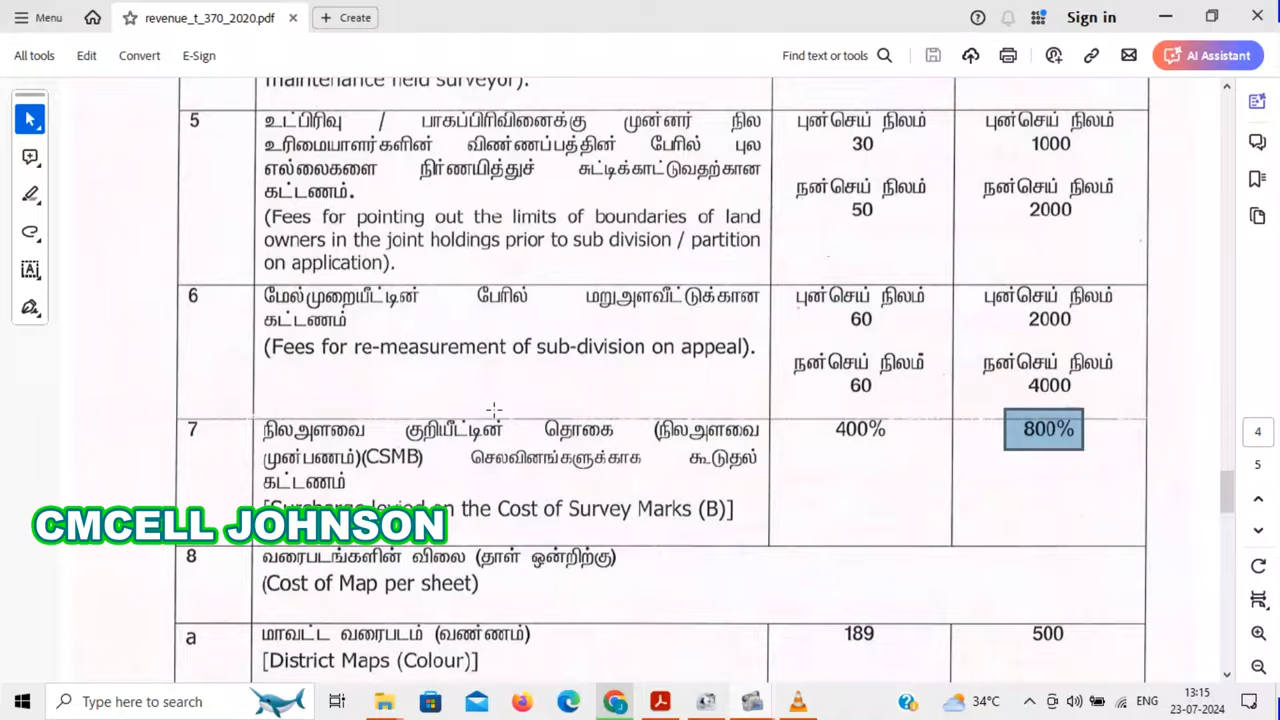 Menu
revenue_t_370_2020.pdf
Create
Sign in
All tools
Edit
Convert
E-Sign
Find text or tools
AI Assistant
maintenance field surveyor).
5
உட்பிரிவு / பாகப்பிரிவினைக்கு முன்னர் நில
உரிமையாளர்களின் விண்ணப்பத்தின் பேரில் புல
எல்லைகளை நிர்ணயித்துச் சுட்டிக்காட்டுவதற்கான
கட்டணம்.
(Fees for pointing out the limits of boundaries of land
owners in the joint holdings prior to sub division / partition
on application).
புன்செய் நிலம்
30
நன்செய் நிலம்
50
புன்செய் நிலம்
1000
நன்செய் நிலம்
2000
6
மேல்முறையீட்டின் பேரில் மறுஅளவீட்டுக்கான
கட்டணம்
(Fees for re-measurement of sub-division on appeal).
புன்செய் நிலம்
60
நன்செய் நிலம்
60
புன்செய் நிலம்
2000
நன்செய் நிலம்
4000
7
நிலஅளவை குறியீட்டின் தொகை (நிலஅளவை
முன்பணம்)(CSMB) செலவினங்களுக்காக கூடுதல்
கட்டணம்
[Surcharge levied on the Cost of Survey Marks (B)]
400%
800%
CMCELL JOHNSON
8
வரைபடங்களின் விலை (தாள் ஒன்றிற்கு)
(Cost of Map per sheet)
a
மாவட்ட வரைபடம் (வண்ணம்)
[District Maps (Colour)]
189
500
4
5
Type here to search
34°C
ENG
13:15
23-07-2024